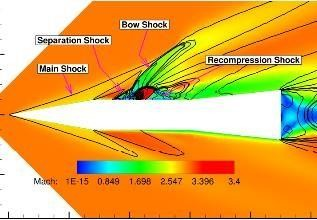 Bow Shock
Separation Shock
Recompression Shock
Main Shock
Mach: 1E-15 0.849 1.698 2.547 3.396 3.4